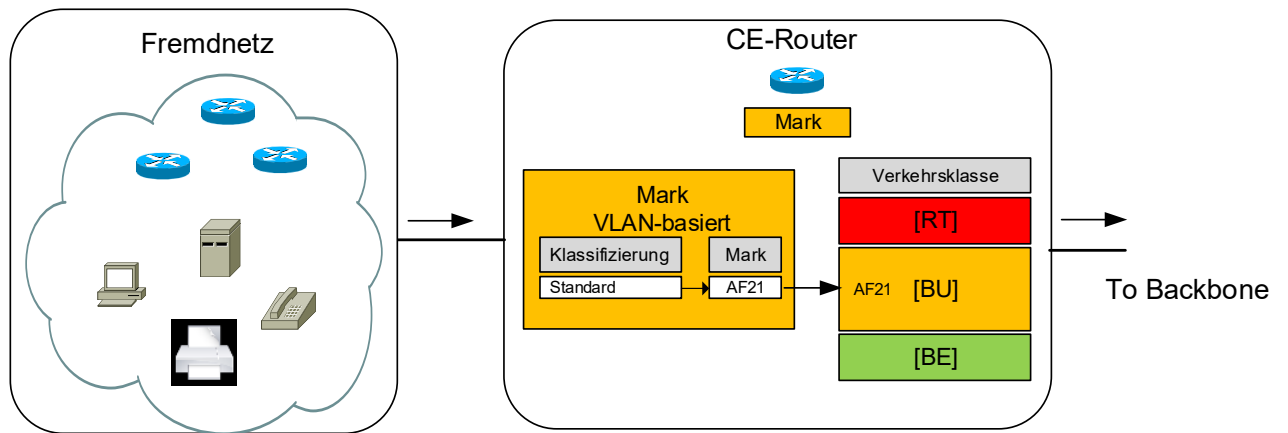 Fremdnetz
CE-Router
Mark
Mark
VLAN-basiert
Klassifizierung
Mark
Standard
AF21
Verkehrsklasse
[RT]
AF21 [BU]
[BE]
To Backbone